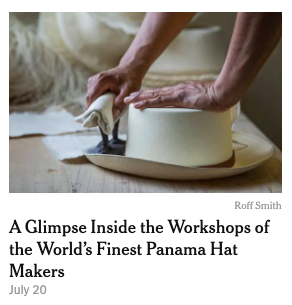 Roff Smith
A Glimpse Inside the Workshops of
the World's Finest Panama Hat
Makers
July 20